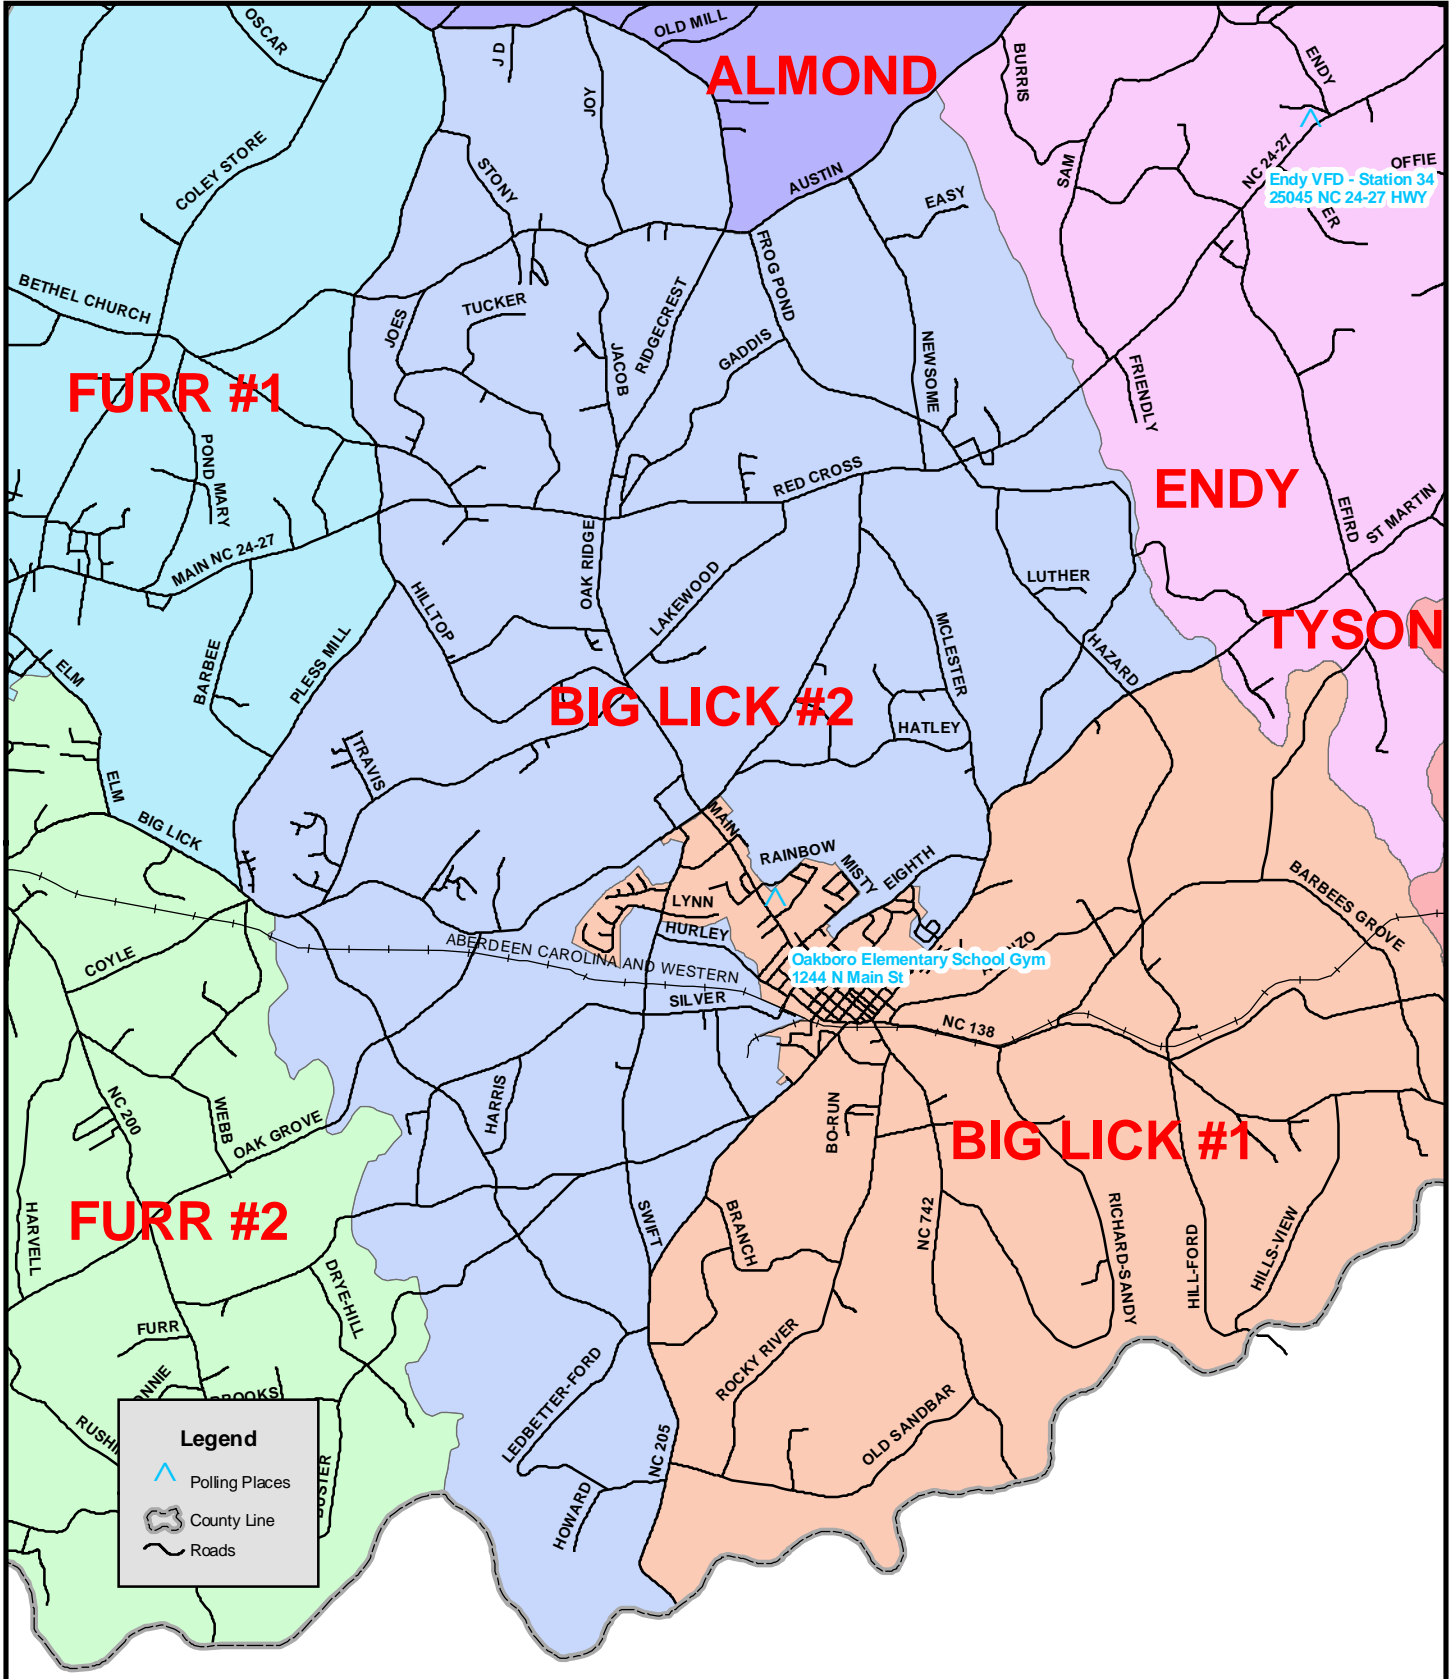 OSCAR
J D
OLD MILL
ALMOND
BURRIS
ENDY
JOY
COLEY STORE
STONY
AUSTIN
EASY
SAM
NC 24-27
OFFIE
Endy VFD - Station 34
25045 NC 24-27 HWY
ER
BETHEL CHURCH
JOES
TUCKER
RIDGECREST
FROG POND
JACOB
GADDIS
NEWSOME
FRIENDLY
FURR #1
POND MARY
RED CROSS
ENDY
EFIRD
ST MARTIN
MAIN NC 24-27
OAK RIDGE
HILLTOP
LAKEWOOD
LUTHER
MCLESTER
HAZARD
TYSON
ELM
BARBEE
PLESS MILL
BIG LICK #2
HATLEY
TRAVIS
ELM
BIG LICK
MAIN
RAINBOW
MISTY
EIGHTH
BARBEES GROVE
LYNN
HURLEY
COYLE
ABERDEEN CAROLINA AND WESTERN
Oakboro Elementary School Gym
1244 N Main St
NZO
SILVER
NC 138
NC 200
WEBB
OAK GROVE
HARRIS
BO-RUN
BIG LICK #1
HARVELL
FURR #2
SWIFT
BRANCH
NC 742
RICHARD-SANDY
HILL-FORD
HILLS-VIEW
DRYE-HILL
FURR
ONNIE
BROOKS
RUSHI
BUSTER
LEDBETTER-FORD
ROCKY RIVER
OLD SANDBAR
NC 205
HOWARD
Legend
Polling Places
County Line
Roads